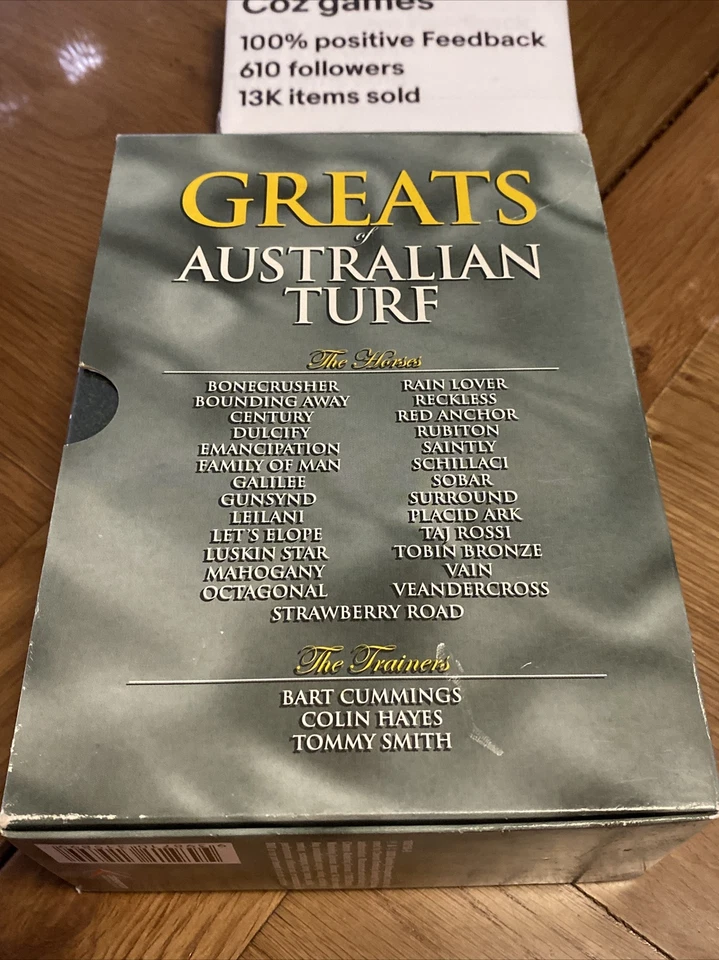 Coz games
100% positive Feedback
610 followers
13K items sold
GREATS
of
AUSTRALIAN
TURF
The Horses
BONECRUSHER RAIN LOVER
BOUNDING AWAY RECKLESS
CENTURY RED ANCHOR
DULCIFY RUBITON
EMANCIPATION SAINTLY
FAMILY OF MAN SCHILLACI
GALILEE SOBAR
GUNSYND SURROUND
LEILANI PLACID ARK
LET'S ELOPE TAJ ROSSI
LUSKIN STAR TOBIN BRONZE
MAHOGANY VAIN
OCTAGONAL VEANDERCROSS
STRAWBERRY ROAD
The Trainers
BART CUMMINGS
COLIN HAYES
TOMMY SMITH